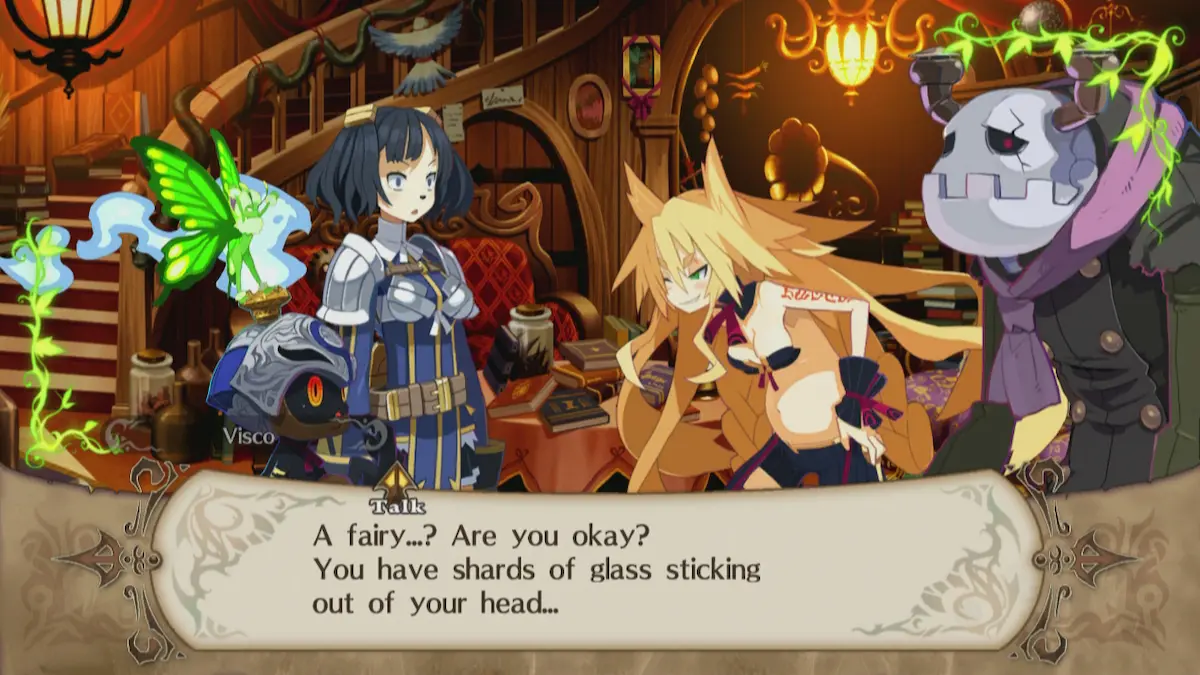 Visco
Talk
A fairy...? Are you okay?
You have shards of glass sticking
out of your head...